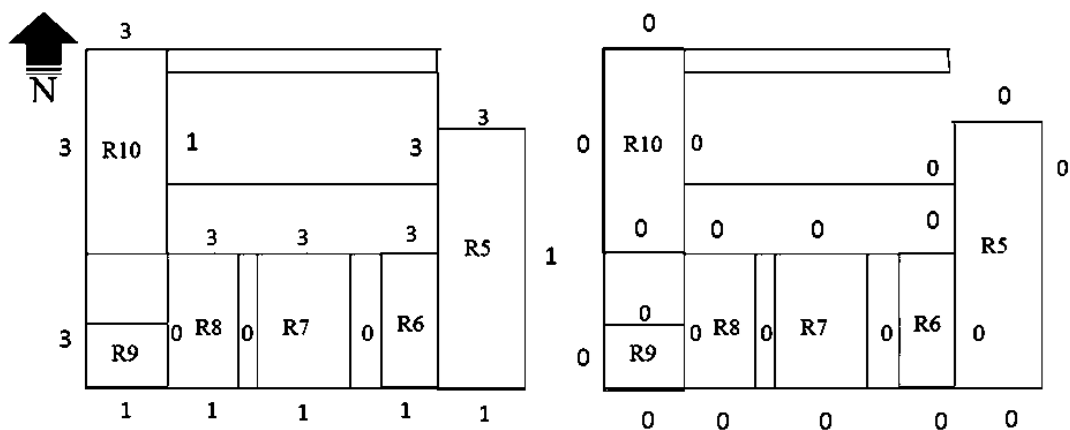 3 0
N
3 0
3 R10 1 3 3 0 R10 0 0 0
0 0 0
3 3 3 R5 1 0 R5
R8 R7 R6 0 R8 R7 R6
3 R9 0 0 0 0 R9 0 0 0 0
1 1 1 1 1 0 0 0 0 0